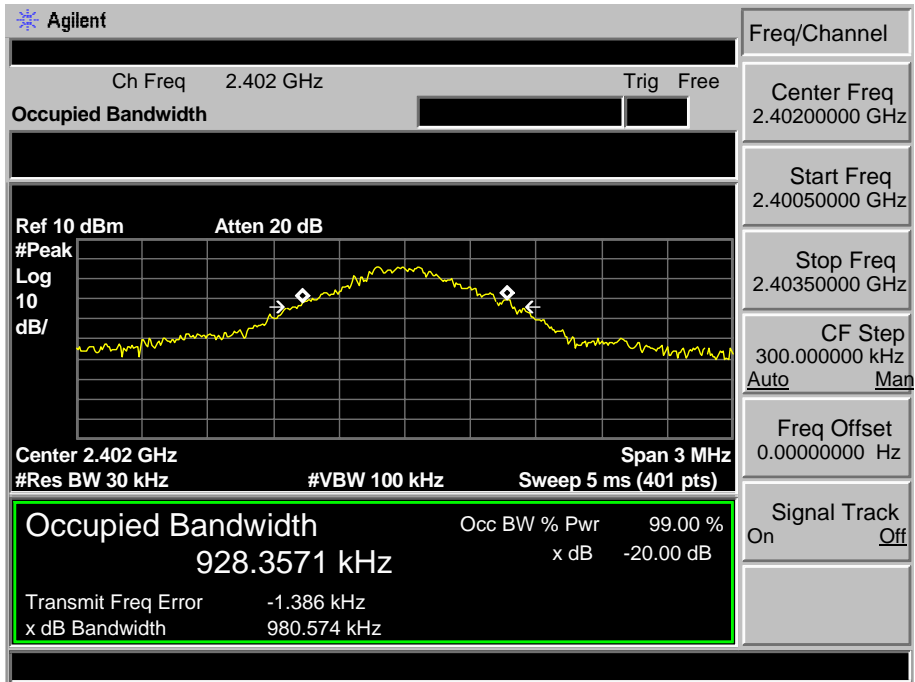 Agilent
Freq/Channel
Ch Freq 2.402 GHz Trig Free
Occupied Bandwidth
Center Freq
2.40200000 GHz
Start Freq
2.40050000 GHz
Stop Freq
2.40350000 GHz
CF Step
300.000000 kHz
Auto Man
Freq Offset
0.00000000 Hz
Signal Track
On Off
Ref 10 dBm Atten 20 dB
#Peak
Log
10
dB/
Center 2.402 GHz Span 3 MHz
#Res BW 30 kHz #VBW 100 kHz Sweep 5 ms (401 pts)
Occupied Bandwidth Occ BW % Pwr 99.00 %
928.3571 kHz x dB -20.00 dB
Transmit Freq Error -1.386 kHz
x dB Bandwidth 980.574 kHz